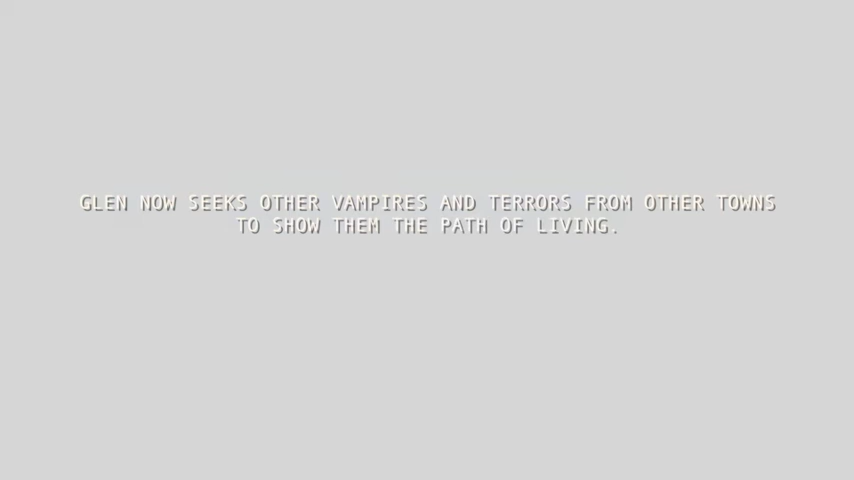 GLEN NOW SEEKS OTHER VAMPIRES AND TERRORS FROM OTHER TOWNS
TO SHOW THEM THE PATH OF LIVING.